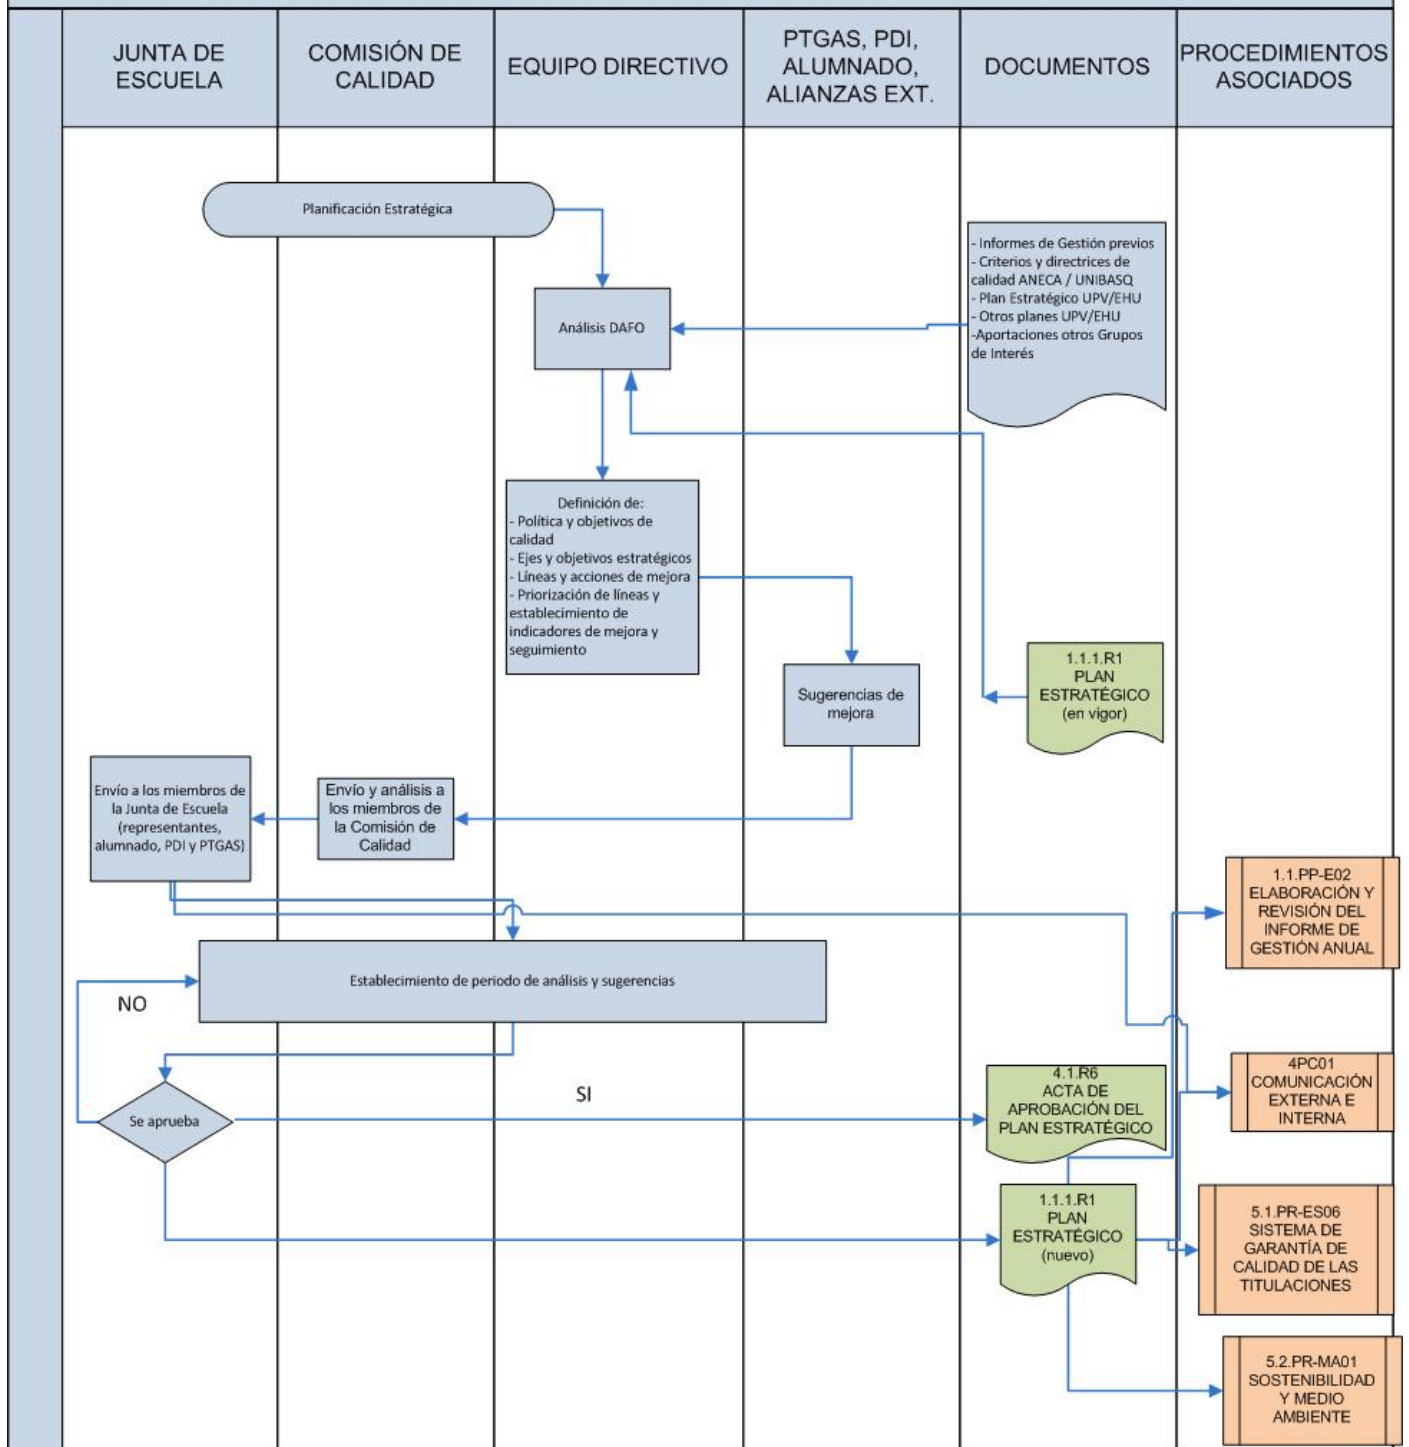 JUNTA DE
ESCUELA
COMISIÓN DE
CALIDAD
EQUIPO DIRECTIVO
PTGAS, PDI,
ALUMNADO,
ALIANZAS EXT.
DOCUMENTOS
PROCEDIMIENTOS
ASOCIADOS
Planificación Estratégica
- Informes de Gestión previos
- Criterios y directrices de
calidad ANECA / UNIBASQ
- Plan Estratégico UPV/EHU
- Otros planes UPV/EHU
-Aportaciones otros Grupos
de Interés
Análisis DAFO
Definición de:
- Política y objetivos de
calidad
- Ejes y objetivos estratégicos
- Líneas y acciones de mejora
- Priorización de líneas y
establecimiento de
indicadores de mejora y
seguimiento
Sugerencias de
mejora
1.1.1.R1
PLAN
ESTRATÉGICO
(en vigor)
Envío a los miembros de
la Junta de Escuela
(representantes,
alumnado, PDI y PTGAS)
Envío y análisis a
los miembros de
la Comisión de
Calidad
1.1.PP-E02
ELABORACIÓN Y
REVISIÓN DEL
INFORME DE
GESTIÓN ANUAL
Establecimiento de periodo de análisis y sugerencias
NO
Se aprueba
SI
4.1.R6
ACTA DE
APROBACIÓN DEL
PLAN ESTRATÉGICO
4PC01
COMUNICACIÓN
EXTERNA E
INTERNA
1.1.1.R1
PLAN
ESTRATÉGICO
(nuevo)
5.1.PR-ES06
SISTEMA DE
GARANTÍA DE
CALIDAD DE LAS
TITULACIONES
5.2.PR-MA01
SOSTENIBILIDAD
Y MEDIO
AMBIENTE